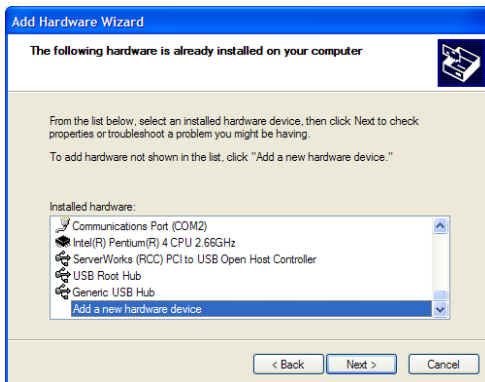 Add Hardware Wizard
The following hardware is already installed on your computer
From the list below, select an installed hardware device, then click Next to check
properties or troubleshoot a problem you might be having.
To add hardware not shown in the list, click "Add a new hardware device."
Installed hardware:
Communications Port (COM2)
Intel(R) Pentium(R) 4 CPU 2.66GHz
ServerWorks (RCC) PCI to USB Open Host Controller
USB Root Hub
Generic USB Hub
Add a new hardware device
< Back Next > Cancel